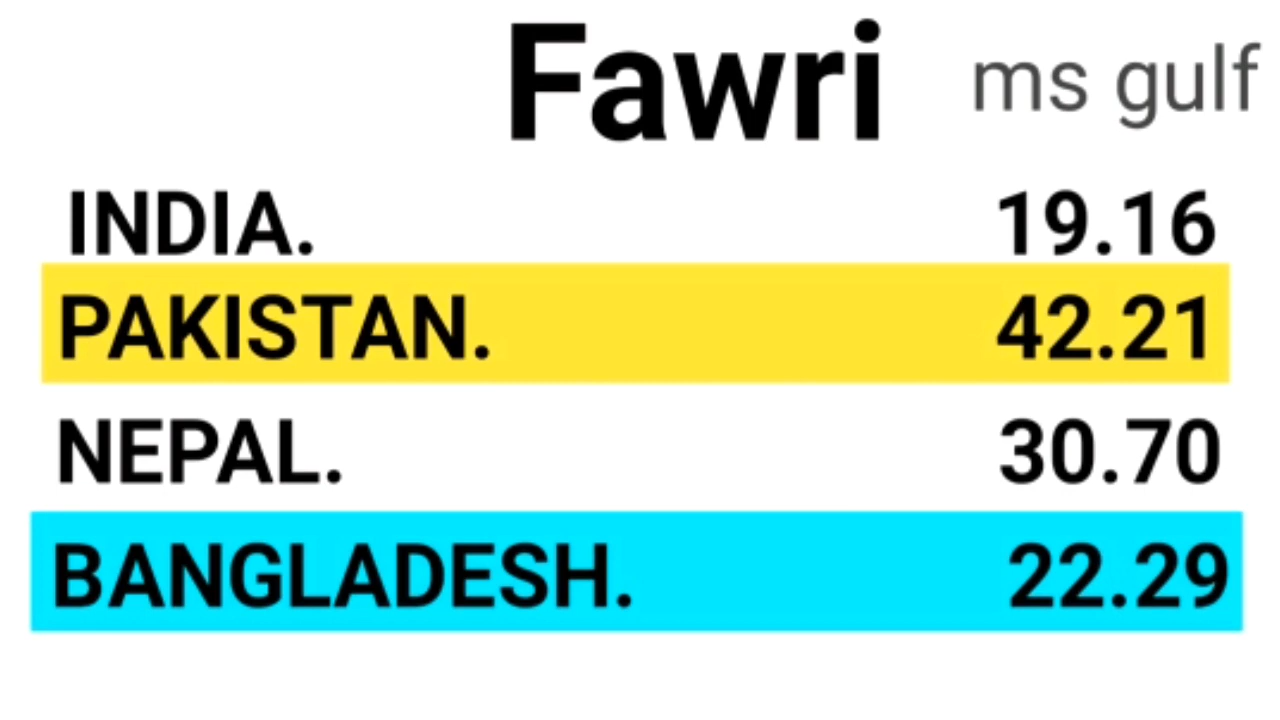 Fawri ms gulf
INDIA. 19.16
PAKISTAN. 42.21
NEPAL. 30.70
BANGLADESH. 22.29